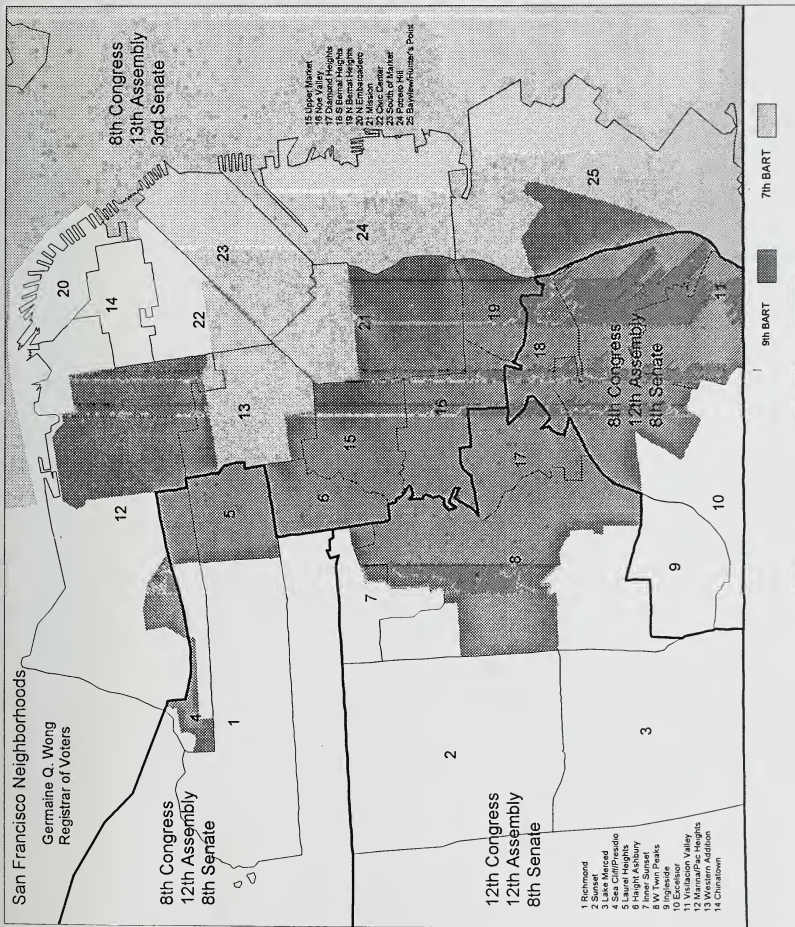 San Francisco Neighborhoods
Germaine Q. Wong
Registrar of Voters
8th Congress
13th Assembly
3rd Senate
15 Upper Market
16 Noe Valley
17 Diamond Heights
18 S Bernal Heights
19 N Bernal Heights
20 N Embarcadero
21 Mission
22 Civic Center
23 South of Market
24 Potrero Hill
25 Bayview/Hunter's Point
20
14
22
23
12
13
24
5
4
21
6
15
25
1
16
19
18
8th Congress
12th Assembly
8th Senate
8th Congress
12th Assembly
8th Senate
11
17
7
8
10
9
2
3
12th Congress
12th Assembly
8th Senate
1 Richmond
2 Sunset
3 Lake Merced
4 Sea Cliff/Presidio
5 Laurel Heights
6 Haight Ashbury
7 Inner Sunset
8 W Twin Peaks
9 Ingleside
10 Excelsior
11 Visitacion Valley
12 Marina/Pac Heights
13 Western Addition
14 Chinatown
9th BART
7th BART